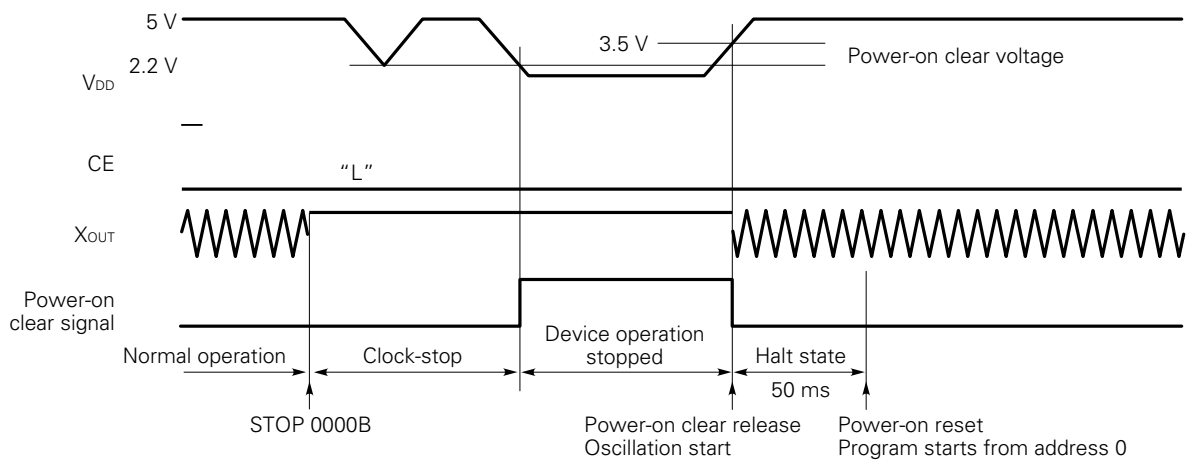 5 V
3.5 V
Power-on clear voltage
2.2 V
VDD
CE
“L”
XOUT
Power-on
clear signal
Normal operation
Clock-stop
Device operation
stopped
Halt state
50 ms
STOP 0000B
Power-on clear release
Oscillation start
Power-on reset
Program starts from address 0